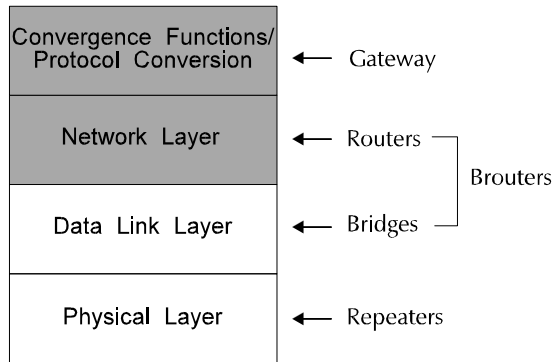 Convergence Functions/
Protocol Conversion
Gateway
Network Layer
Routers
Brouters
Data Link Layer
Bridges
Physical Layer
Repeaters